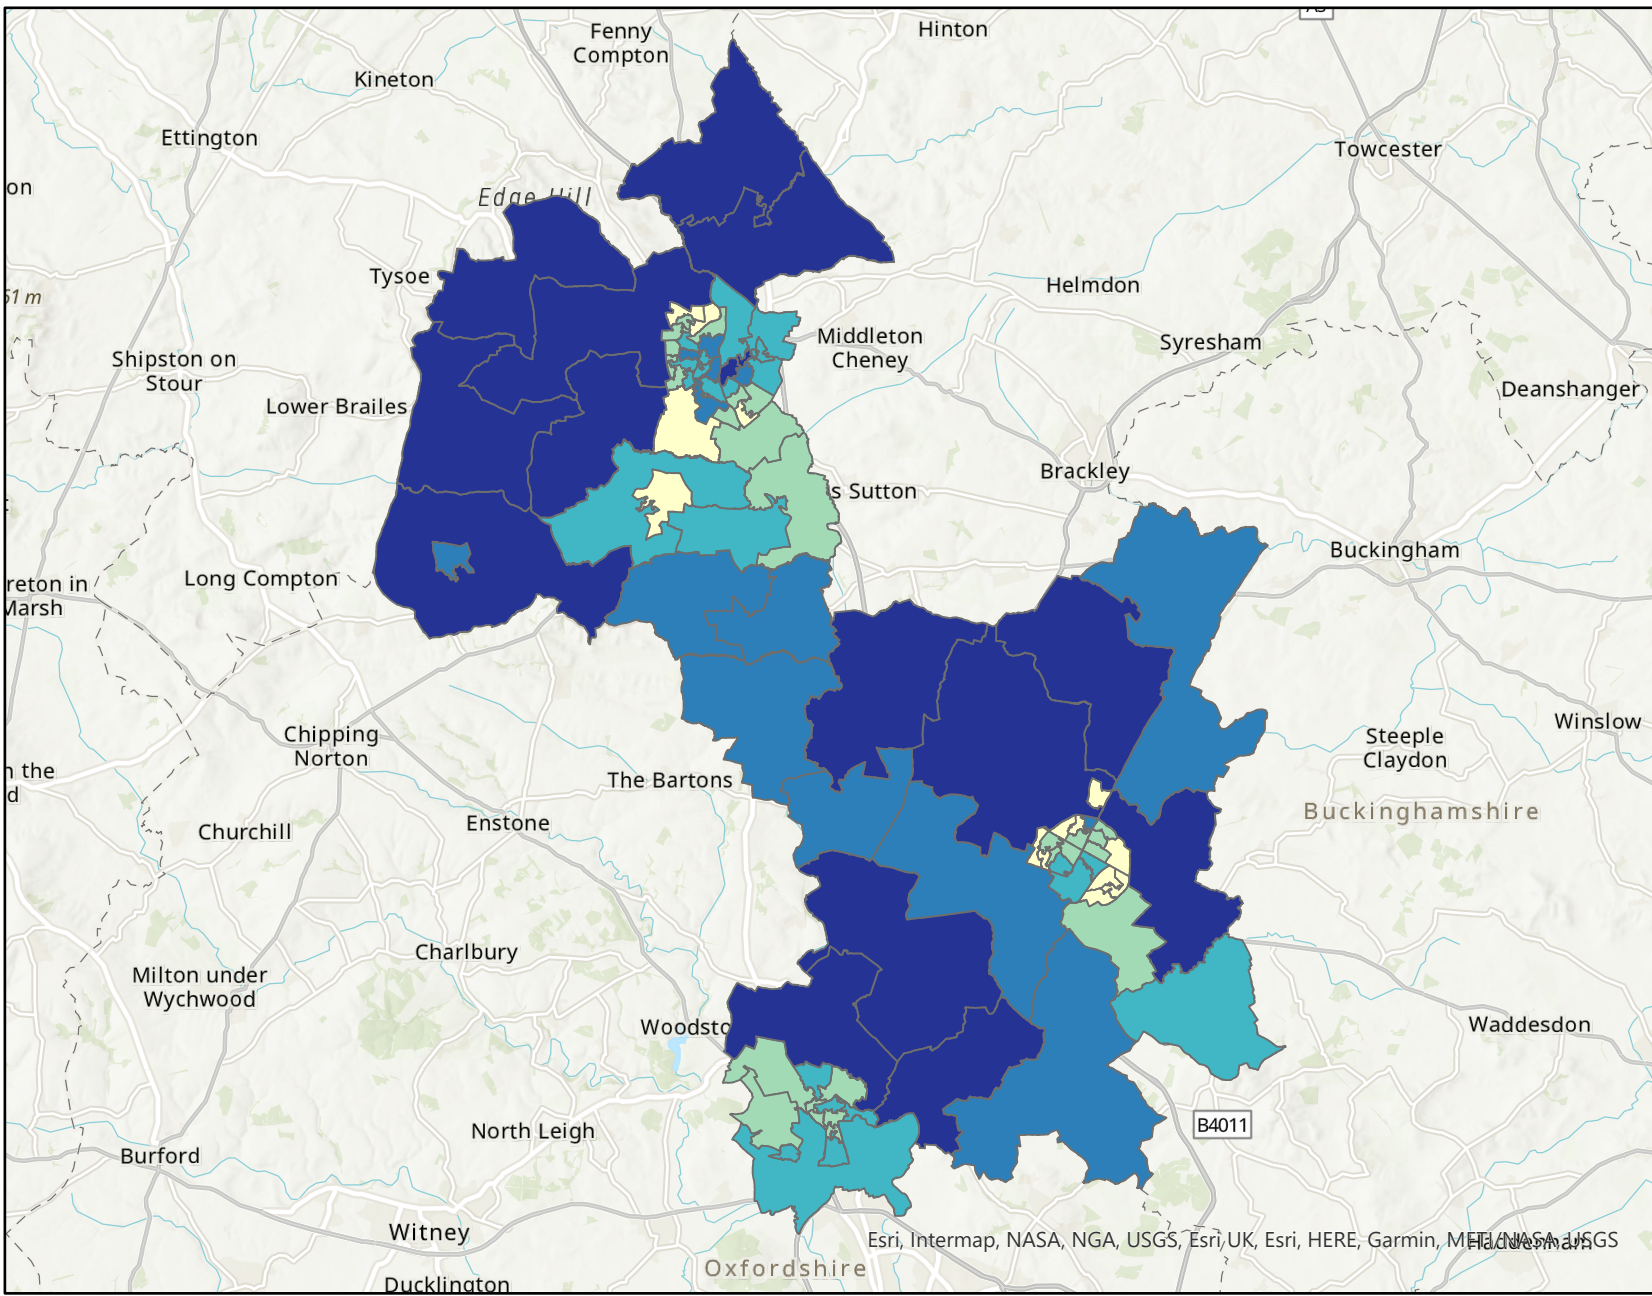 A5
Fenny
Compton
Hinton
Kineton
Ettington
Towcester
on
Edge Hill
Tysoe
51 m
Helmdon
Middleton
Cheney
Syresham
Shipston on
Stour
Deanshanger
Lower Brailes
Brackley
s Sutton
Buckingham
Long Compton
reton in
Marsh
Chipping
Norton
Winslow
Steeple
Claydon
n the
d
The Bartons
Buckinghamshire
Churchill
Enstone
Charlbury
Milton under
Wychwood
Woodsto
Waddesdon
North Leigh
B4011
Burford
Witney
Esri, Intermap, NASA, NGA, USGS, Esri UK, Esri, HERE, Garmin, METI/NASA, USGS
Haddenham
Oxfordshire
Ducklington